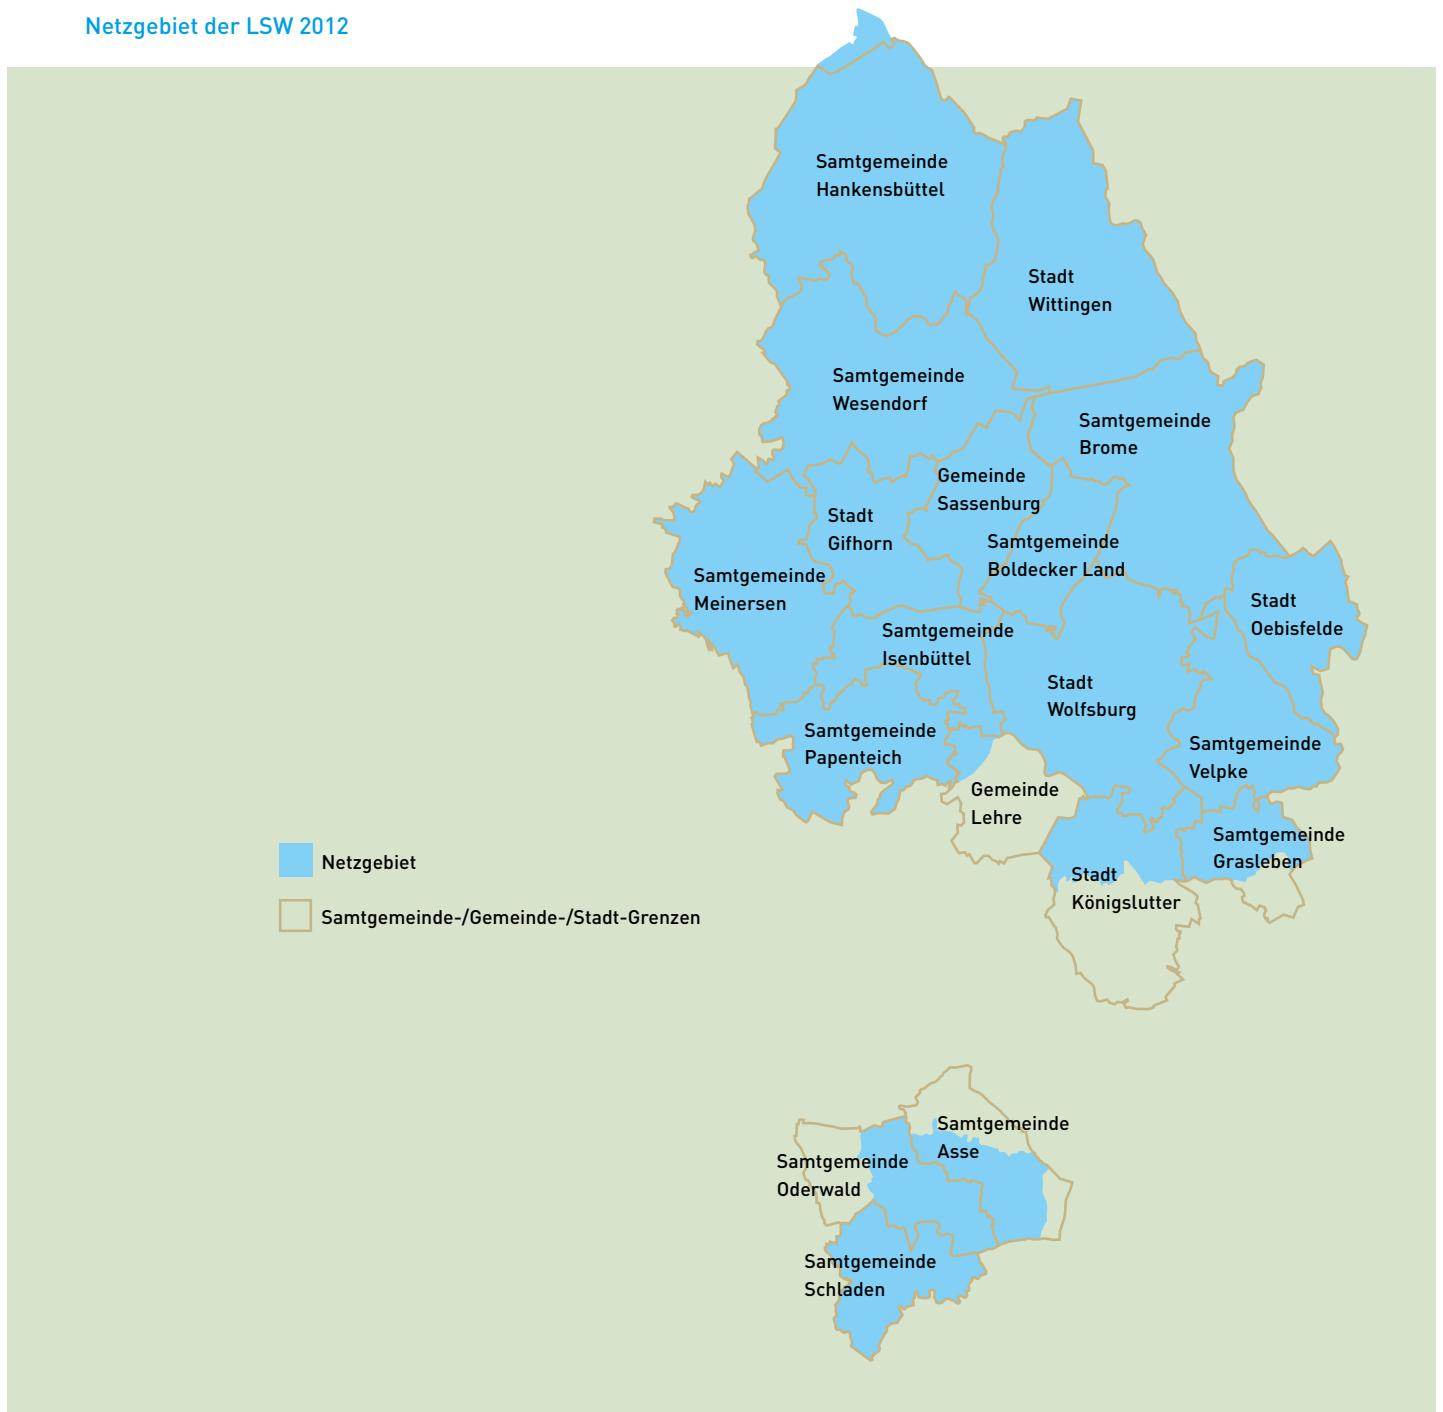 Netzgebiet der LSW 2012
Samtgemeinde
Hankensbüttel
Stadt
Wittingen
Samtgemeinde
Wesendorf
Samtgemeinde
Brome
Gemeinde
Sassenburg
Stadt
Gifhorn
Samtgemeinde
Boldecker Land
Samtgemeinde
Meinersen
Stadt
Oebisfelde
Samtgemeinde
Isenbüttel
Stadt
Wolfsburg
Samtgemeinde
Papenteich
Samtgemeinde
Velpke
Gemeinde
Lehre
Samtgemeinde
Grasleben
Stadt
Königslutter
Netzgebiet
Samtgemeinde-/Gemeinde-/Stadt-Grenzen
Samtgemeinde
Asse
Samtgemeinde
Oderwald
Samtgemeinde
Schladen